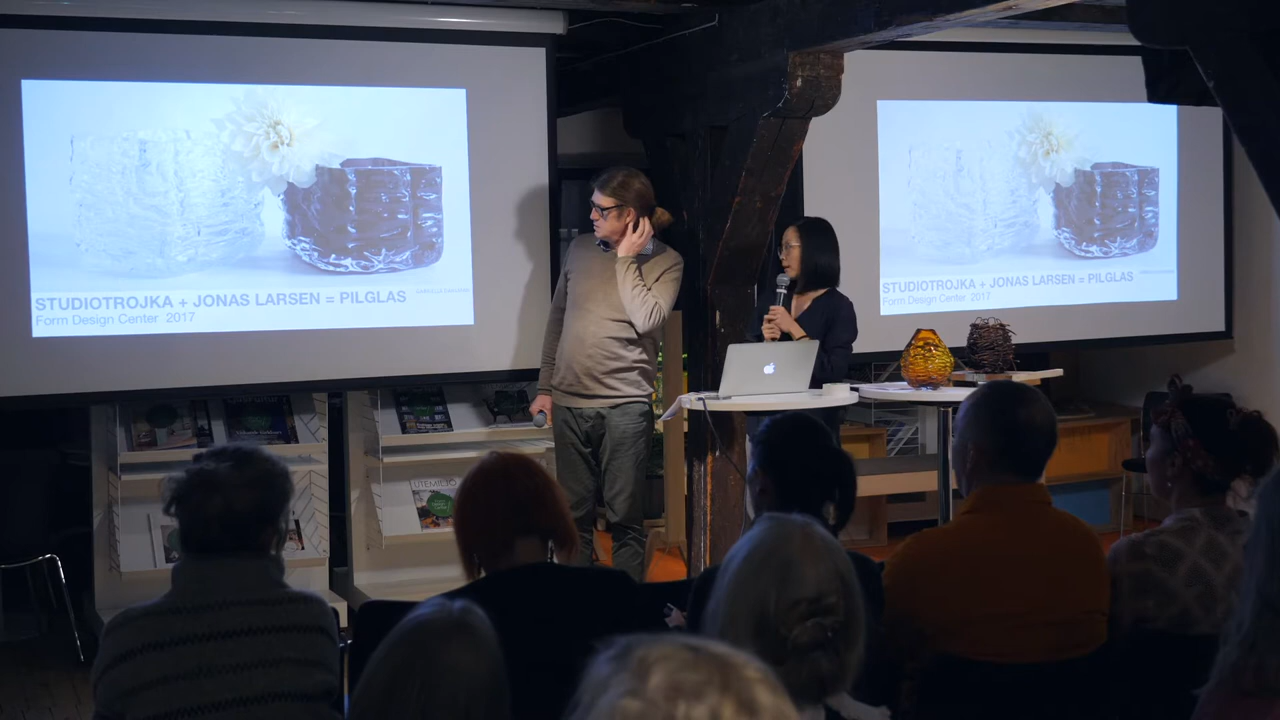 STUDIOTROJKA + JONAS LARSEN = PILGLAS
Form Design Center 2017
STUDIOTROJKA + JONAS LARSEN = PILGLAS
Form Design Center 2017
UTEMILJÖ